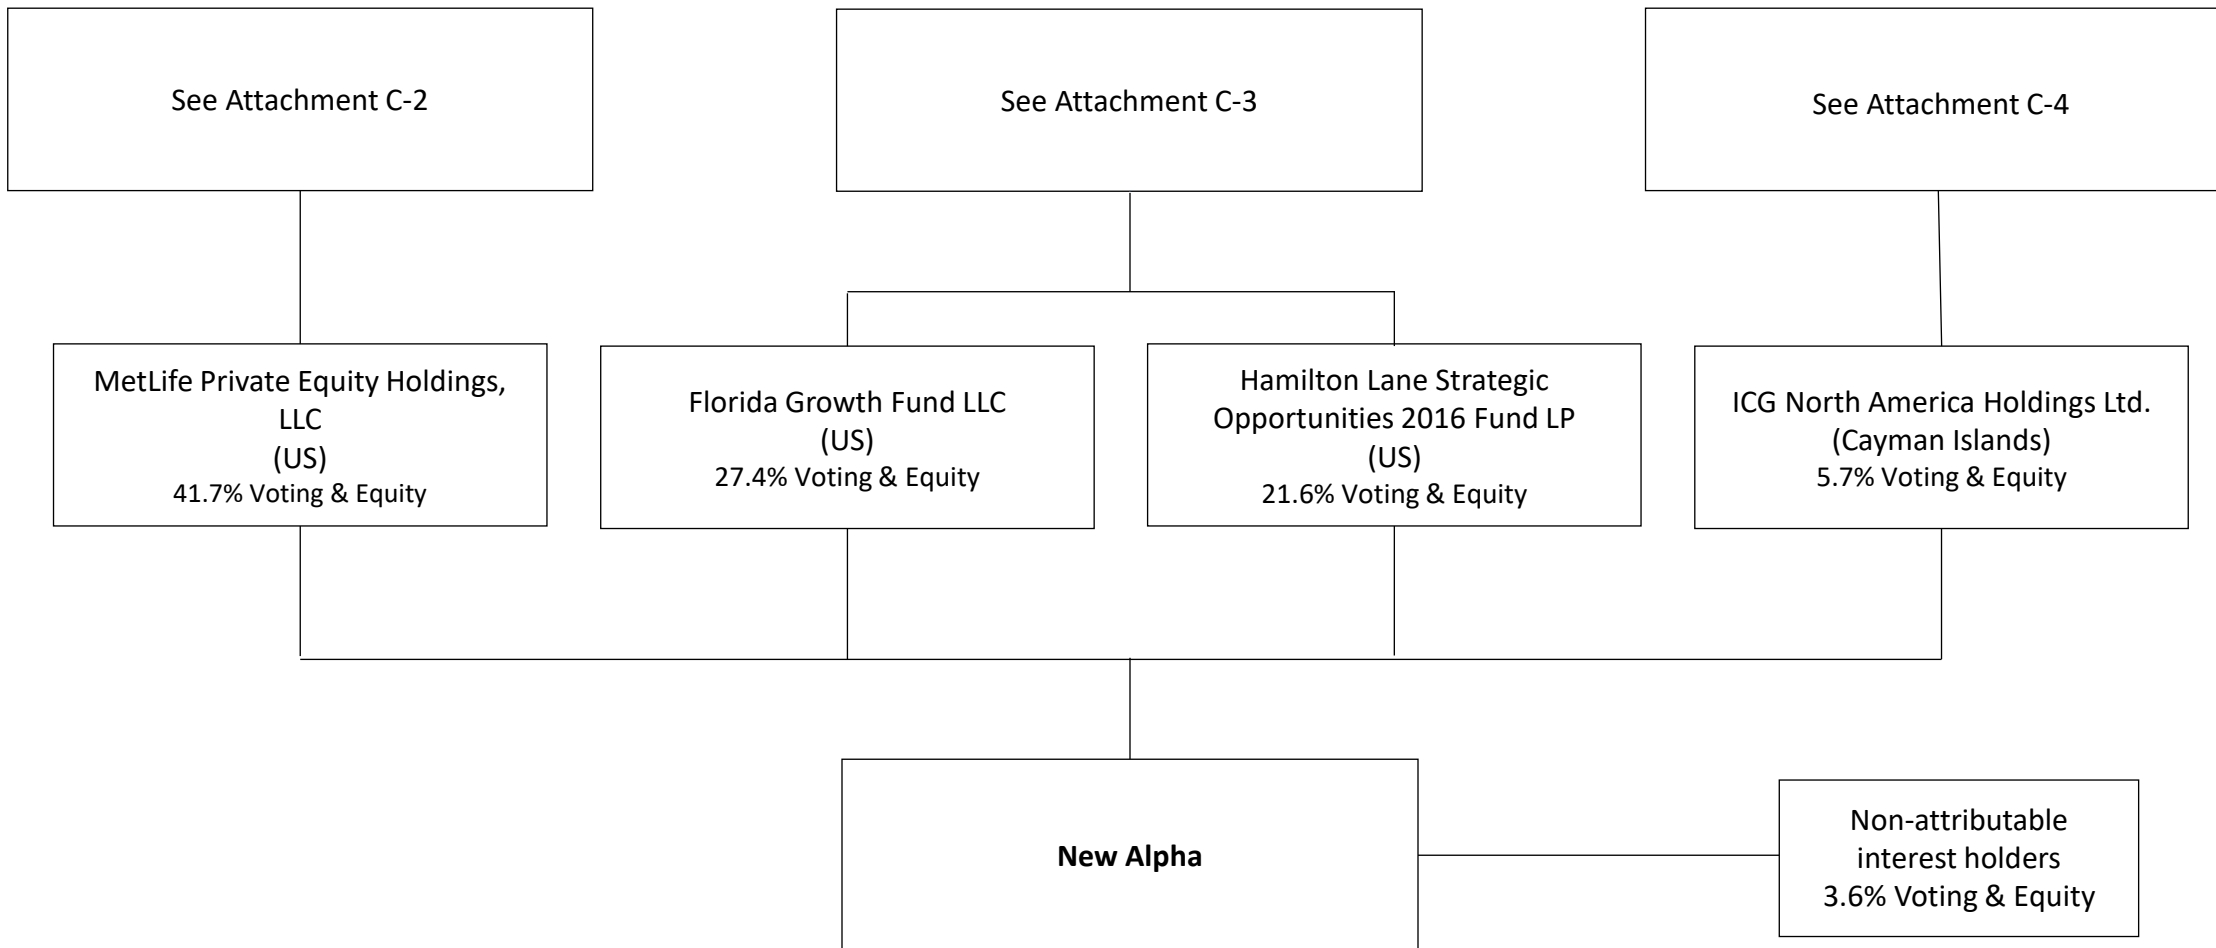 See Attachment C-2
See Attachment C-3
See Attachment C-4
MetLife Private Equity Holdings,
LLC
(US)
41.7% Voting & Equity
Florida Growth Fund LLC
(US)
27.4% Voting & Equity
Hamilton Lane Strategic
Opportunities 2016 Fund LP
(US)
21.6% Voting & Equity
ICG North America Holdings Ltd.
(Cayman Islands)
5.7% Voting & Equity
New Alpha
Non-attributable
interest holders
3.6% Voting & Equity